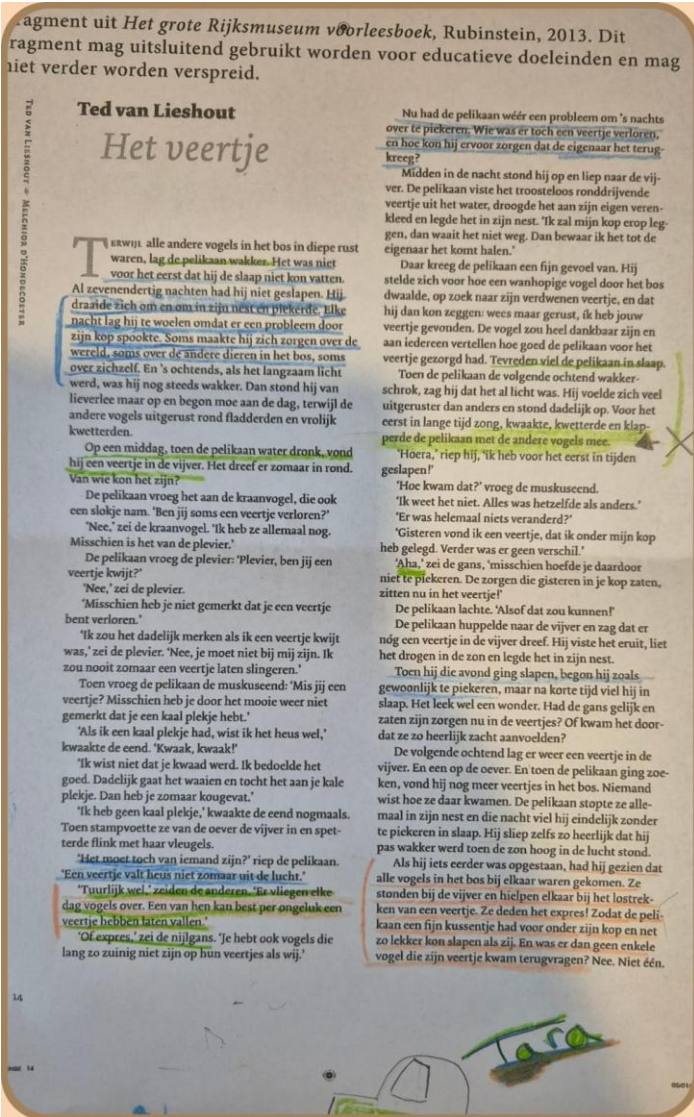 ragment uit Het grote Rijksmuseum voorleesboek, Rubinstein, 2013. Dit
ragment mag uitsluitend gebruikt worden voor educatieve doeleinden en mag
niet verder worden verspreid.
TED VAN LIESHOUT
MELCHIOR D'HONDECOETER
Ted van Lieshout
Het veertje
TERWIJL alle andere vogels in het bos in diepe rust
waren, lag de pelikaan wakker. Het was niet
voor het eerst dat hij de slaap niet kon vatten.
Al zevenendertig nachten had hij niet geslapen. Hij
draaide zich om en om in zijn nest en piekerde. Elke
nacht lag hij te woelen omdat er een probleem door
zijn kop spookte. Soms maakte hij zich zorgen over de
wereld, soms over de andere dieren in het bos, soms
over zichzelf. En 's ochtends, als het langzaam licht
werd, was hij nog steeds wakker. Dan stond hij van
lieverlee maar op en begon moe aan de dag, terwijl de
andere vogels uitgerust rond fladderden en vrolijk
kwetterden.
Op een middag, toen de pelikaan water dronk, vond
hij een veertje in de vijver. Het dreef er zomaar in rond.
Van wie kon het zijn?
De pelikaan vroeg het aan de kraanvogel, die ook
een slokje nam. 'Ben jij soms een veertje verloren?'
'Nee,' zei de kraanvogel. 'Ik heb ze allemaal nog.
Misschien is het van de plevier.'
De pelikaan vroeg de plevier: 'Plevier, ben jij een
veertje kwijt?'
'Nee,' zei de plevier.
'Misschien heb je niet gemerkt dat je een veertje
bent verloren.'
'Ik zou het dadelijk merken als ik een veertje kwijt
was,' zei de plevier. 'Nee, je moet niet bij mij zijn. Ik
zou nooit zomaar een veertje laten slingeren.'
Toen vroeg de pelikaan de muskuseend: 'Mis jij een
veertje? Misschien heb je door het mooie weer niet
gemerkt dat je een kaal plekje hebt.'
'Als ik een kaal plekje had, wist ik het heus wel,'
kwaakte de eend. 'Kwaak, kwaak!'
'Ik wist niet dat je kwaad werd. Ik bedoelde het
goed. Dadelijk gaat het waaien en tocht het aan je kale
plekje. Dan heb je zomaar kougevat.'
'Ik heb geen kaal plekje,' kwaakte de eend nogmaals.
Toen stampvoette ze van de oever de vijver in en spet-
terde flink met haar vleugels.
'Het moet toch van iemand zijn?' riep de pelikaan.
'Een veertje valt heus niet zomaar uit de lucht.'
'Tuurlijk wel,' zeiden de anderen. 'Er vliegen elke
dag vogels over. Een van hen kan best per ongeluk een
veertje hebben laten vallen.'
'Of expres,' zei de nijlgans. 'Je hebt ook vogels die
lang zo zuinig niet zijn op hun veertjes als wij.'
14
Nu had de pelikaan wéér een probleem om 's nachts
over te piekeren. Wie was er toch een veertje verloren,
en hoe kon hij ervoor zorgen dat de eigenaar het terug-
kreeg?
Midden in de nacht stond hij op en liep naar de vij-
ver. De pelikaan viste het troosteloos ronddrijvende
veertje uit het water, droogde het aan zijn eigen veren-
kleed en legde het in zijn nest. 'Ik zal mijn kop erop leg-
gen, dan waait het niet weg. Dan bewaar ik het tot de
eigenaar het komt halen.'
Daar kreeg de pelikaan een fijn gevoel van. Hij
stelde zich voor hoe een wanhopige vogel door het bos
dwaalde, op zoek naar zijn verdwenen veertje, en dat
hij dan kon zeggen: wees maar gerust, ik heb jouw
veertje gevonden. De vogel zou heel dankbaar zijn en
aan iedereen vertellen hoe goed de pelikaan voor het
veertje gezorgd had. Tevreden viel de pelikaan in slaap.
Toen de pelikaan de volgende ochtend wakker-
schrok, zag hij dat het al licht was. Hij voelde zich veel
uitgeruster dan anders en stond dadelijk op. Voor het
eerst in lange tijd zong, kwaakte, kwetterde en klap-
perde de pelikaan met de andere vogels mee.
'Hoera,' riep hij, 'ik heb voor het eerst in tijden
geslapen!'
'Hoe kwam dat?' vroeg de muskuseend.
'Ik weet het niet. Alles was hetzelfde als anders.'
'Er was helemaal niets veranderd?'
'Gisteren vond ik een veertje, dat ik onder mijn kop
heb gelegd. Verder was er geen verschil.'
'Aha,' zei de gans, 'misschien hoefde je daardoor
niet te piekeren. De zorgen die gisteren in je kop zaten,
zitten nu in het veertje!'
De pelikaan lachte. 'Alsof dat zou kunnen!'
De pelikaan huppelde naar de vijver en zag dat er
nóg een veertje in de vijver dreef. Hij viste het eruit, liet
het drogen in de zon en legde het in zijn nest.
Toen hij die avond ging slapen, begon hij zoals
gewoonlijk te piekeren, maar na korte tijd viel hij in
slaap. Het leek wel een wonder. Had de gans gelijk en
zaten zijn zorgen nu in de veertjes? Of kwam het door-
dat ze zo heerlijk zacht aanvoelden?
De volgende ochtend lag er weer een veertje in de
vijver. En een op de oever. En toen de pelikaan ging zoe-
ken, vond hij nog meer veertjes in het bos. Niemand
wist hoe ze daar kwamen. De pelikaan stopte ze alle-
maal in zijn nest en die nacht viel hij eindelijk zonder
te piekeren in slaap. Hij sliep zelfs zo heerlijk dat hij
pas wakker werd toen de zon hoog in de lucht stond.
Als hij iets eerder was opgestaan, had hij gezien dat
alle vogels in het bos bij elkaar waren gekomen. Ze
stonden bij de vijver en hielpen elkaar bij het lostrek-
ken van een veertje. Ze deden het expres! Zodat de peli-
kaan een fijn kussentje had voor onder zijn kop en net
zo lekker kon slapen als zij. En was er dan geen enkele
vogel die zijn veertje kwam terugvragen? Nee. Niet één.
Tara